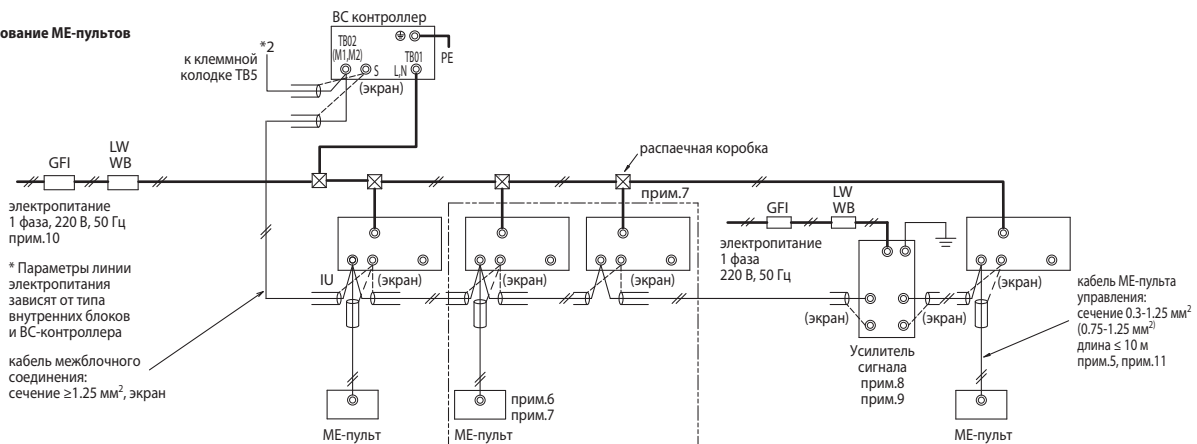 ование МЕ-пультов
*2
к клеммной
колодке TB5
BC контроллер
TB02
(M1,M2)
S
L,N
TB01
PE
(экран)
GFI
LW
WB
распаечная коробка
электропитание
1 фаза, 220 В, 50 Гц
прим.10
* Параметры линии
электропитания
зависят от типа
внутренних блоков
и BC-контроллера
кабель межблочного
соединения:
сечение ≥1.25 мм², экран
IU
(экран)
МЕ-пульт
прим.7
(экран)
(экран)
прим.6
прим.7
МЕ-пульт
GFI
LW
WB
электропитание
1 фаза
220 В, 50 Гц
(экран)
(экран)
Усилитель
сигнала
прим.8
прим.9
(экран)
МЕ-пульт
кабель МЕ-пульта
управления:
сечение 0.3-1.25 мм²
(0.75-1.25 мм²⁾
длина ≤ 10 м
прим.5, прим.11